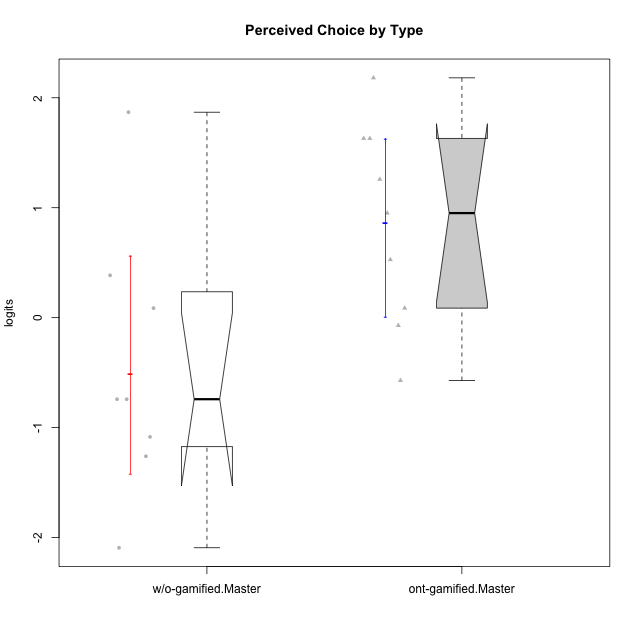 Perceived Choice by Type
logits
2
1
0
-1
-2
w/o-gamified.Master ont-gamified.Master